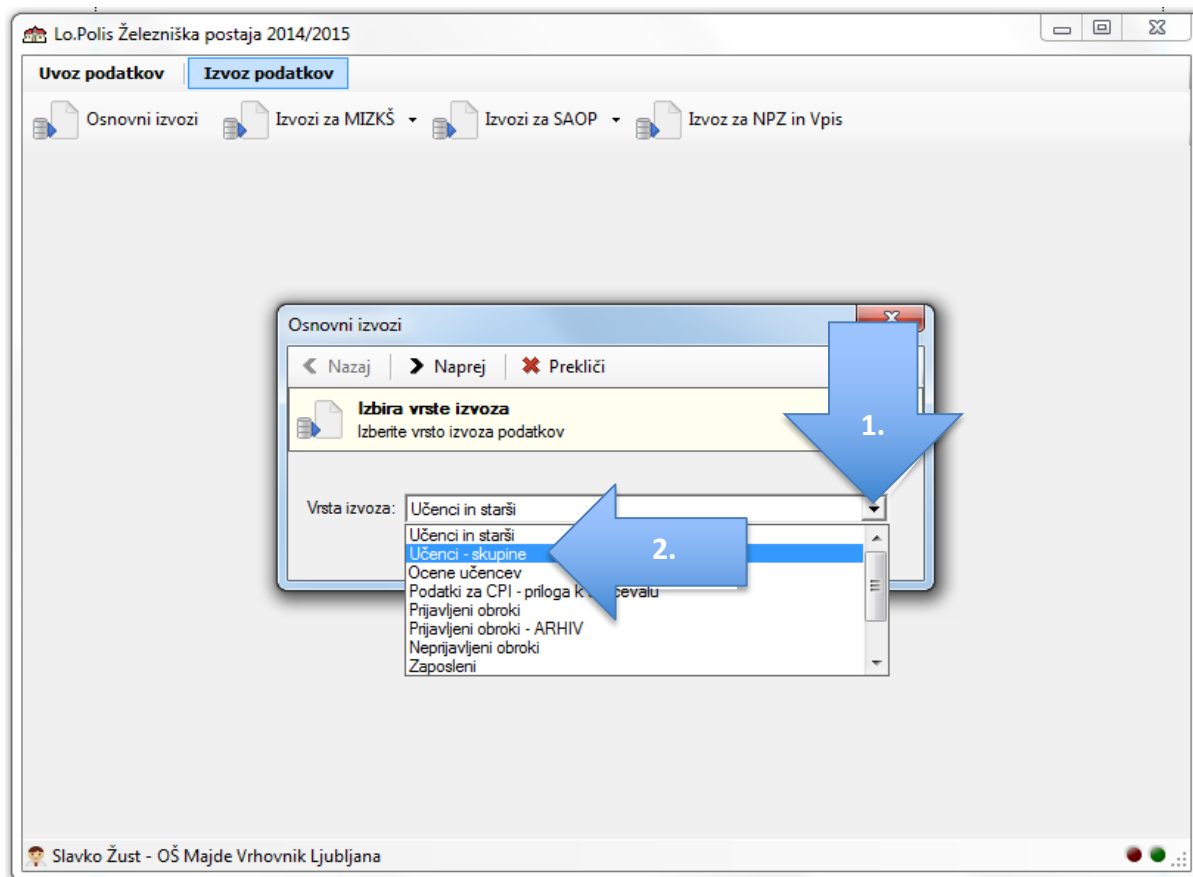 Lo.Polis Železniška postaja 2014/2015
Uvoz podatkov Izvoz podatkov
Osnovni izvozi Izvozi za MIZKŠ Izvozi za SAOP Izvoz za NPZ in Vpis
Osnovni izvozi
Nazaj Naprej Prekliči
Izbira vrste izvoza
Izberite vrsto izvoza podatkov
1.
Vrsta izvoza: Učenci in starši
Učenci in starši
Učenci - skupine
2.
Ocene učencev
Podatki za CPI - priloga k
Prijavljeni obroki
Prijavljeni obroki - ARHIV
Neprijavljeni obroki
Zaposleni
Slavko Žust - OŠ Majde Vrhovnik Ljubljana